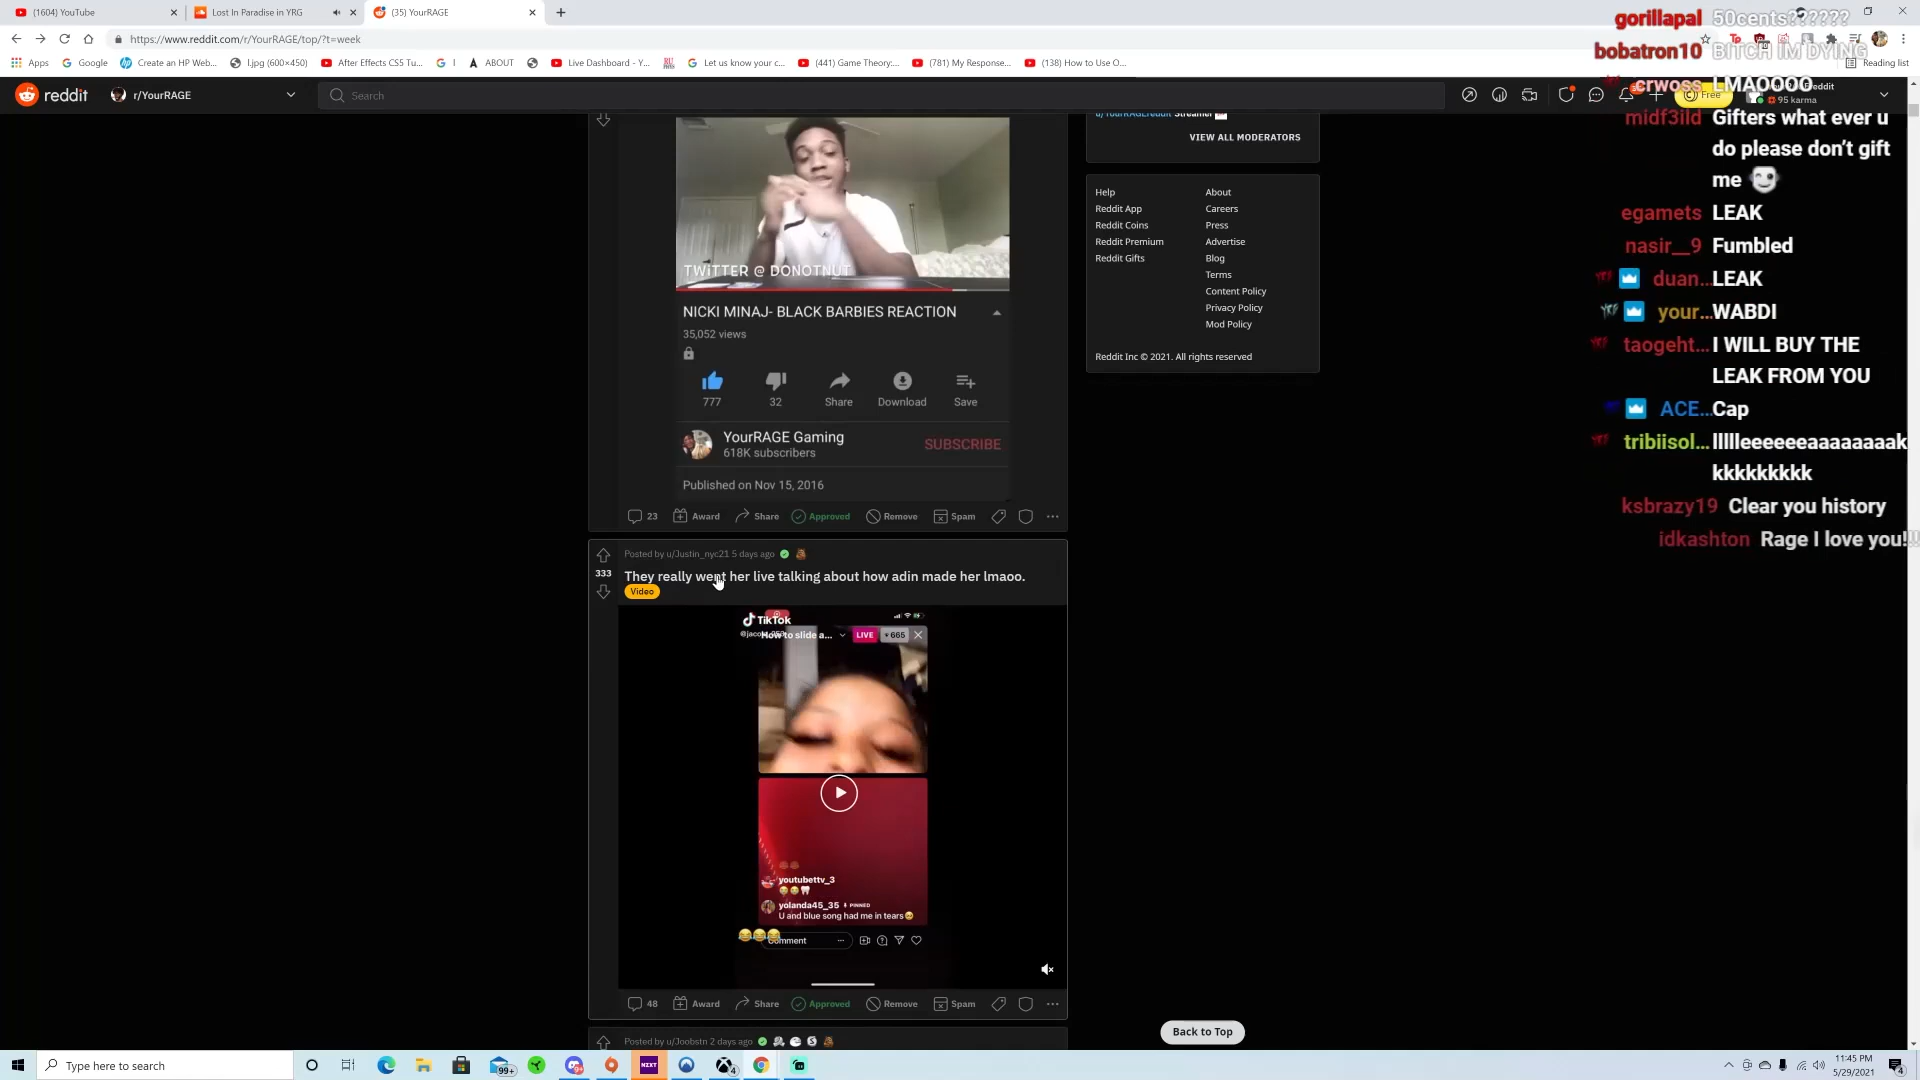 (1604) YouTube
Lost In Paradise in YRG
(35) YourRAGE
https://www.reddit.com/r/YourRAGE/top/?t=week
Apps
Google
Create an HP Web...
l.jpg (600×450)
After Effects CS5 Tu...
G I
ABOUT
Live Dashboard - Y...
Let us know your c...
(441) Game Theory:...
(781) My Response...
(138) How to Use O...
Reading list
reddit
r/YourRAGE
Search
Free
95 karma
VIEW ALL MODERATORS
Help
About
Reddit App
Careers
Reddit Coins
Press
Reddit Premium
Advertise
Reddit Gifts
Blog
Terms
Content Policy
Privacy Policy
Mod Policy
Reddit Inc © 2021. All rights reserved
TWITTER @ DONOTNUT
NICKI MINAJ- BLACK BARBIES REACTION
35,052 views
777
32
Share
Download
Save
YourRAGE Gaming
618K subscribers
SUBSCRIBE
Published on Nov 15, 2016
23
Award
Share
Approved
Remove
Spam
Posted by u/Justin_nyc21 5 days ago
333
They really went her live talking about how adin made her lmaoo.
Video
TikTok
How to slide a...
LIVE
665
youtubettv_3
yolanda45_35 PINNED
U and blue song had me in tears
Comment
48
Award
Share
Approved
Remove
Spam
Posted by u/Joobstn 2 days ago
Back to Top
gorillapal 50cents??????
bobatron10 BITCH IM DYING
crwoss LMAOOOO
midf3ild Gifters what ever u
do please don't gift
me
egamets LEAK
nasir__9 Fumbled
duan... LEAK
your... WABDI
taogeht... I WILL BUY THE
LEAK FROM YOU
ACE... Cap
tribiisol... llllleeeeeeaaaaaaaak
kkkkkkkkk
ksbrazy19 Clear you history
idkashton Rage I love you!!!
Type here to search
99+
NZXT
11:45 PM
5/29/2021